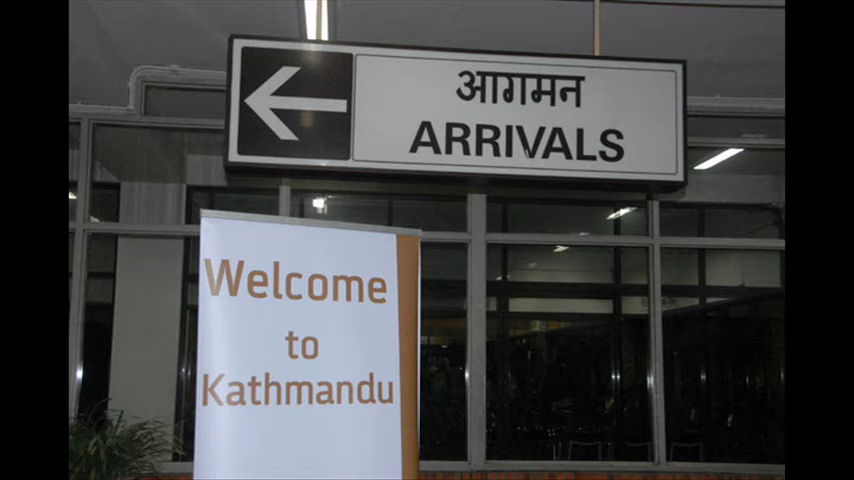 आगमन
ARRIVALS
Welcome
to
Kathmandu